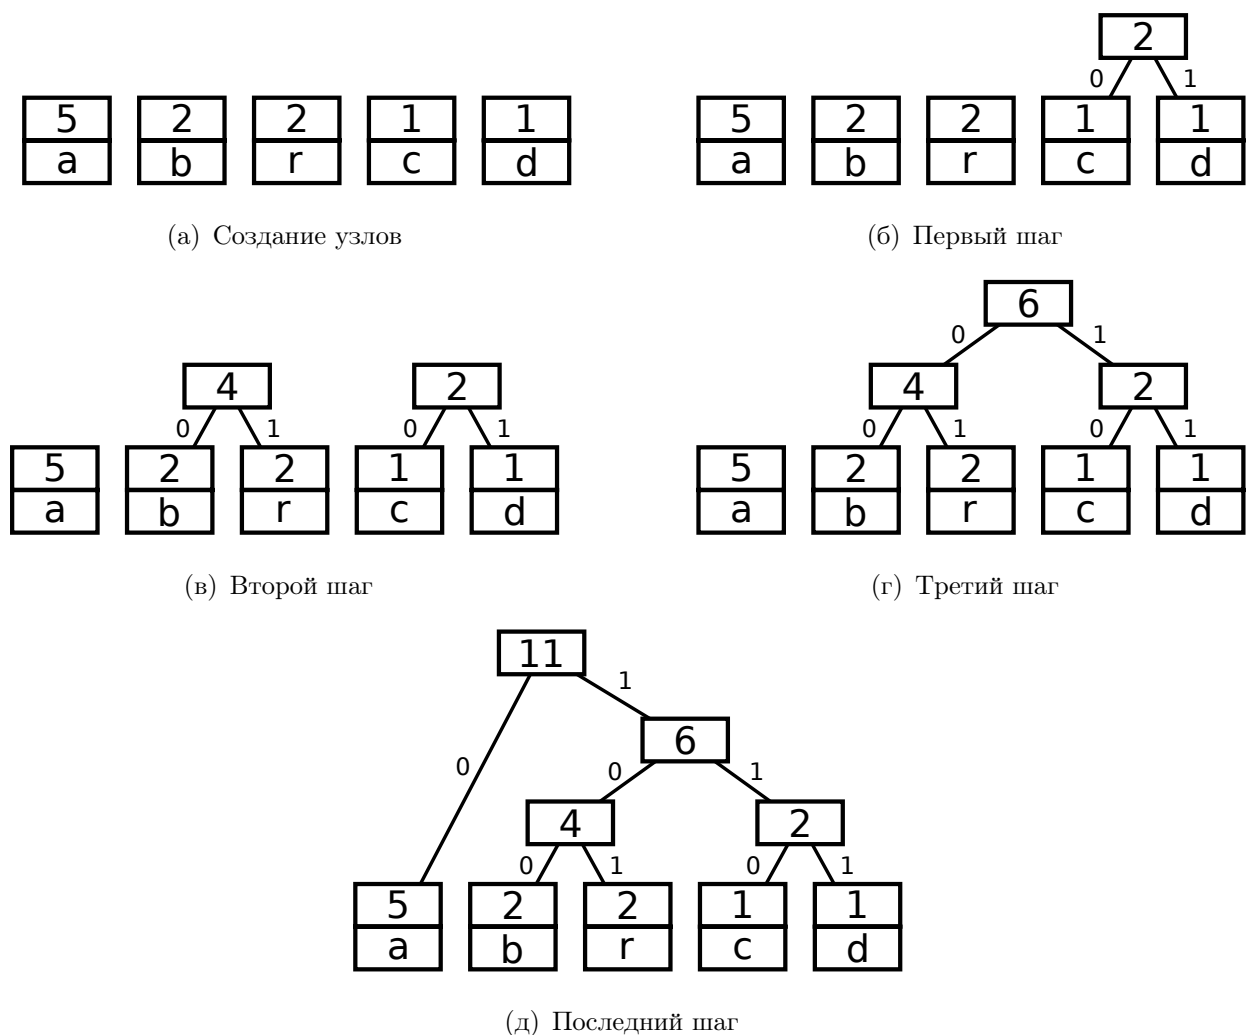 2
0 1
5 2 2 1 1
a b r c d
5 2 2 1 1
a b r c d
(а) Создание узлов
(б) Первый шаг
6
0 1
4 2
0 1 0 1
5 2 2 1 1
a b r c d
4 2
0 1 0 1
5 2 2 1 1
a b r c d
(в) Второй шаг
(г) Третий шаг
11
1
6
0
0 1
4 2
0 1 0 1
5 2 2 1 1
a b r c d
(д) Последний шаг